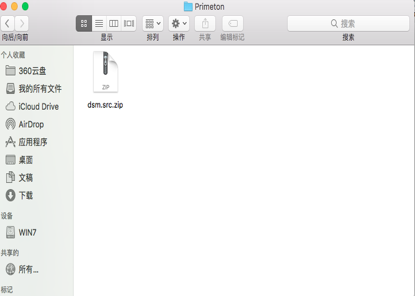 Primeton
搜索
向后/向前
显示
排列
操作
共享
编辑标记
搜索
个人收藏
360云盘
我的所有文件
iCloud Drive
AirDrop
应用程序
桌面
文稿
下载
设备
WIN7
共享的
所有...
标记
ZIP
dsm.src.zip